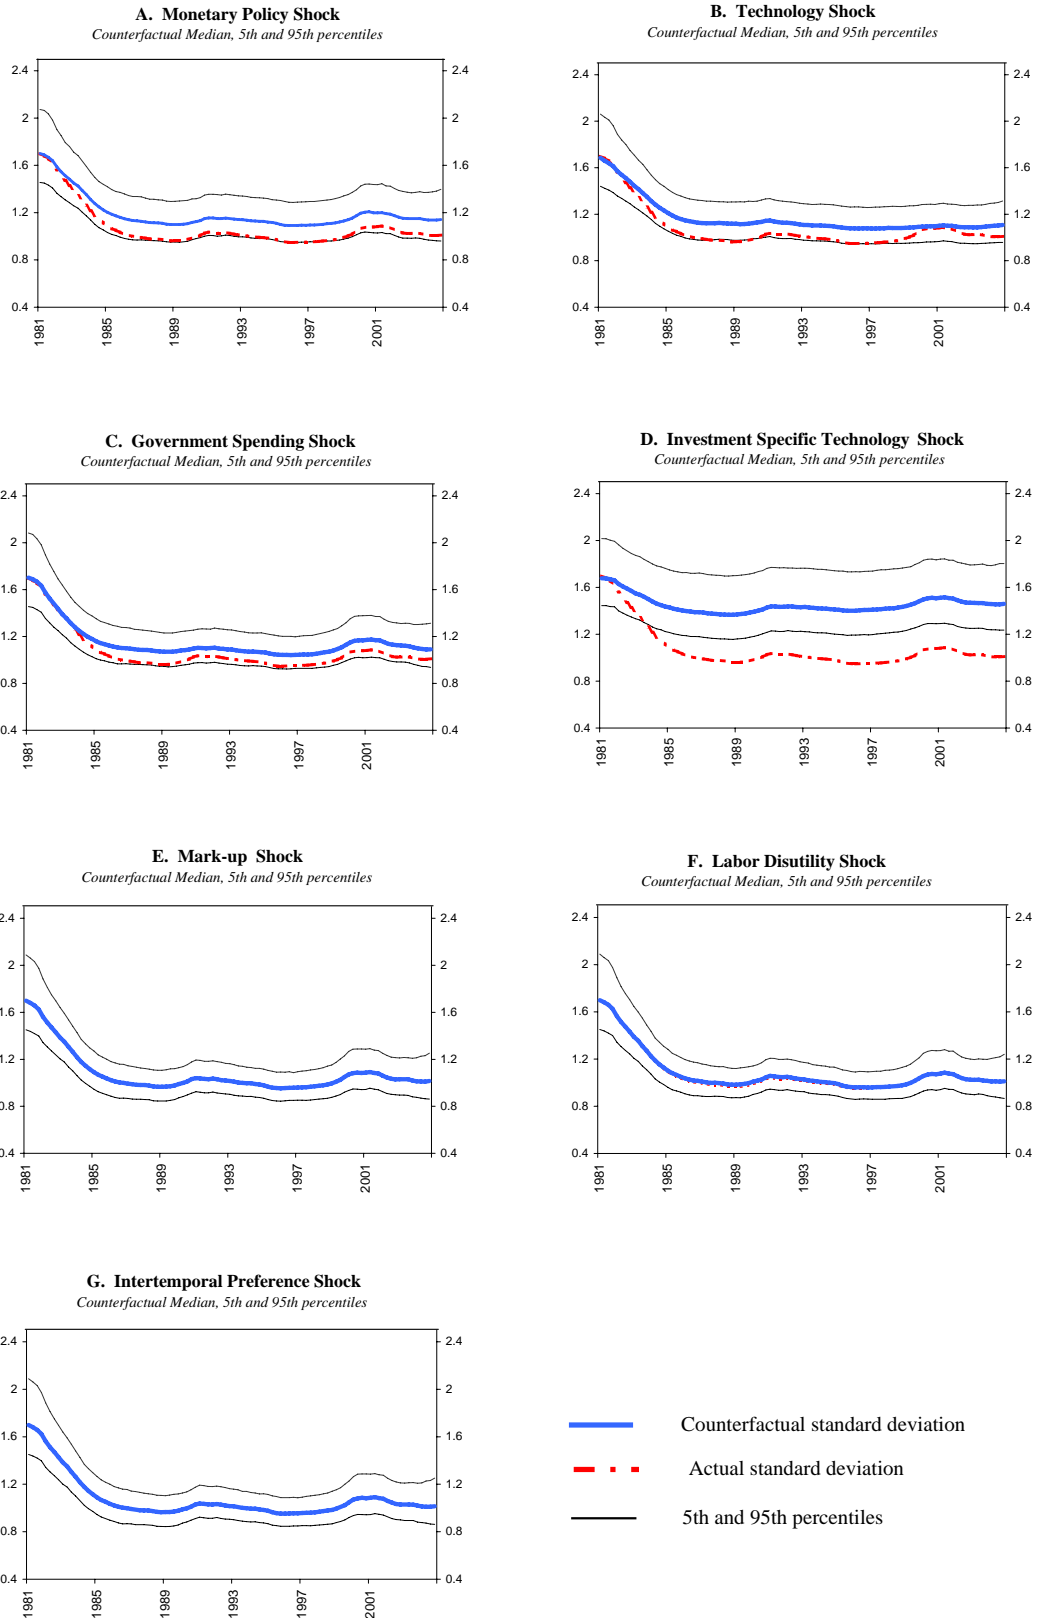 A. Monetary Policy Shock
Counterfactual Median, 5th and 95th percentiles
2.4 2.4
2 2
1.6 1.6
1.2 1.2
0.8 0.8
0.4 0.4
1981 1985 1989 1993 1997 2001
B. Technology Shock
Counterfactual Median, 5th and 95th percentiles
2.4 2.4
2 2
1.6 1.6
1.2 1.2
0.8 0.8
0.4 0.4
1981 1985 1989 1993 1997 2001
C. Government Spending Shock
Counterfactual Median, 5th and 95th percentiles
2.4 2.4
2 2
1.6 1.6
1.2 1.2
0.8 0.8
0.4 0.4
1981 1985 1989 1993 1997 2001
D. Investment Specific Technology Shock
Counterfactual Median, 5th and 95th percentiles
2.4 2.4
2 2
1.6 1.6
1.2 1.2
0.8 0.8
0.4 0.4
1981 1985 1989 1993 1997 2001
E. Mark-up Shock
Counterfactual Median, 5th and 95th percentiles
2.4 2.4
2 2
1.6 1.6
1.2 1.2
0.8 0.8
0.4 0.4
1981 1985 1989 1993 1997 2001
F. Labor Disutility Shock
Counterfactual Median, 5th and 95th percentiles
2.4 2.4
2 2
1.6 1.6
1.2 1.2
0.8 0.8
0.4 0.4
1981 1985 1989 1993 1997 2001
G. Intertemporal Preference Shock
Counterfactual Median, 5th and 95th percentiles
2.4 2.4
2 2
1.6 1.6
1.2 1.2
0.8 0.8
0.4 0.4
1981 1985 1989 1993 1997 2001
Counterfactual standard deviation
Actual standard deviation
5th and 95th percentiles